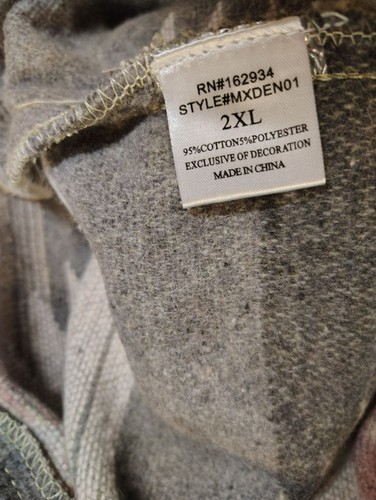 RN#162934
STYLE#MXDEN01
2XL
95%COTTON5%POLYESTER
EXCLUSIVE OF DECORATION
MADE IN CHINA